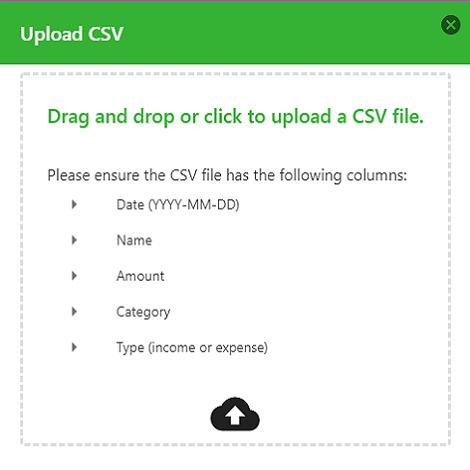 Upload CSV
Drag and drop or click to upload a CSV file.
Please ensure the CSV file has the following columns:
Date (YYYY-MM-DD)
Name
Amount
Category
Type (income or expense)